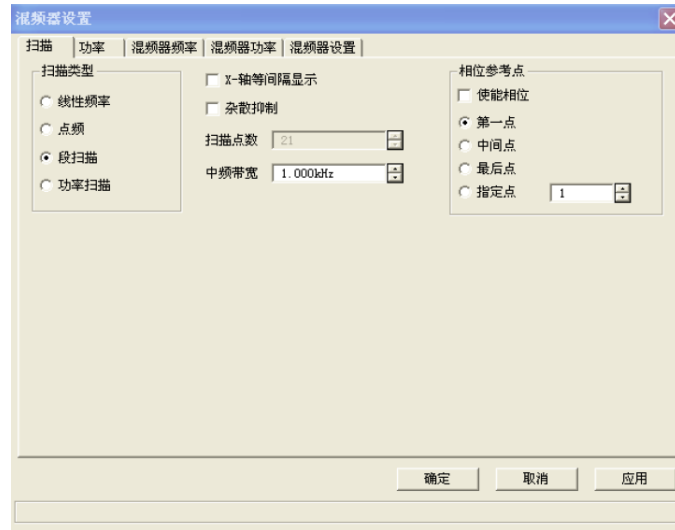 混频器设置
扫描 功率 混频器频率 混频器功率 混频器设置
扫描类型
线性频率
点频
段扫描
功率扫描
X-轴等间隔显示
杂散抑制
扫描点数 21
中频带宽 1.000kHz
相位参考点
使能相位
第一点
中间点
最后点
指定点 1
确定 取消 应用